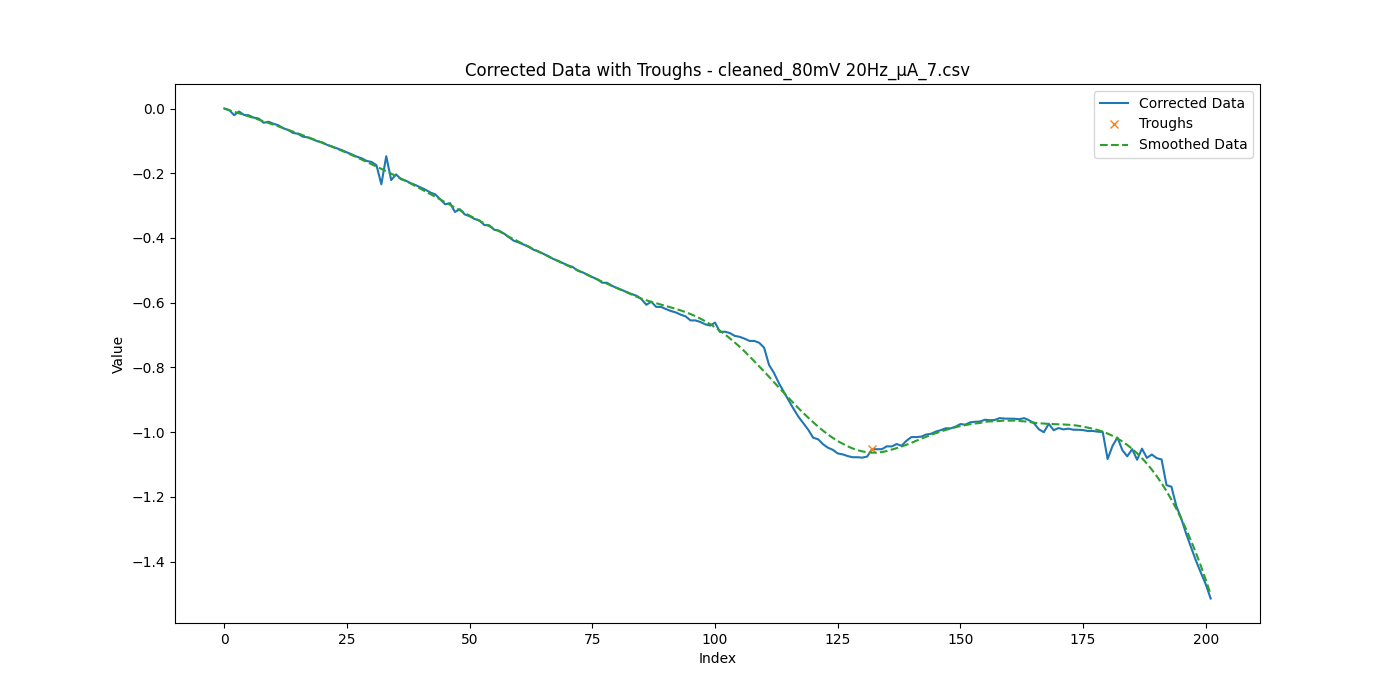 Corrected Data with Troughs - cleaned_80mV 20Hz_µA_7.csv
Corrected Data
Troughs
Smoothed Data
Value
0.0
−0.2
−0.4
−0.6
−0.8
−1.0
−1.2
−1.4
0 25 50 75 100 125 150 175 200
Index